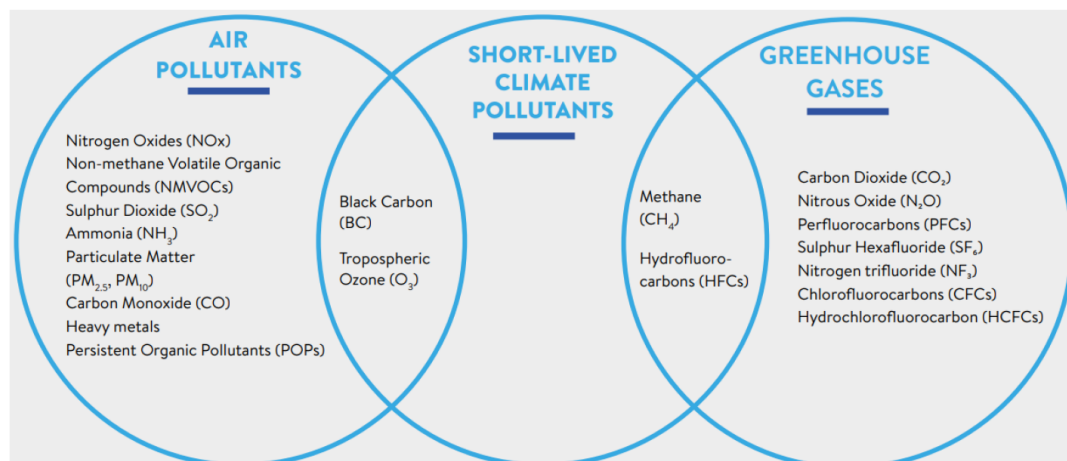 AIR
POLLUTANTS
Nitrogen Oxides (NOx)
Non-methane Volatile Organic
Compounds (NMVOCs)
Sulphur Dioxide (SO₂)
Ammonia (NH₃)
Particulate Matter
(PM₂.₅, PM₁₀)
Carbon Monoxide (CO)
Heavy metals
Persistent Organic Pollutants (POPs)
Black Carbon
(BC)
Tropospheric
Ozone (O₃)
SHORT-LIVED
CLIMATE
POLLUTANTS
Methane
(CH₄)
Hydrofluoro-
carbons (HFCs)
GREENHOUSE
GASES
Carbon Dioxide (CO₂)
Nitrous Oxide (N₂O)
Perfluorocarbons (PFCs)
Sulphur Hexafluoride (SF₆)
Nitrogen trifluoride (NF₃)
Chlorofluorocarbons (CFCs)
Hydrochlorofluorocarbon (HCFCs)